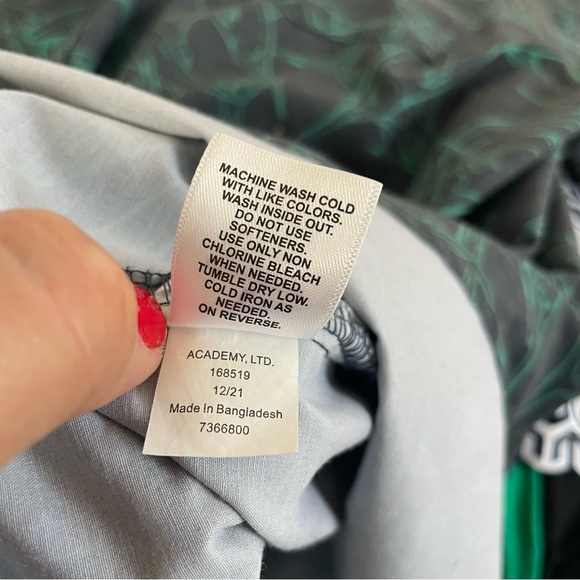 MACHINE WASH COLD
WITH LIKE COLORS.
WASH INSIDE OUT.
DO NOT USE
SOFTENERS.
USE ONLY NON
CHLORINE BLEACH
WHEN NEEDED.
TUMBLE DRY LOW.
COLD IRON AS
NEEDED.
ON REVERSE.
ACADEMY, LTD.
168519
12/21
Made in Bangladesh
7366800